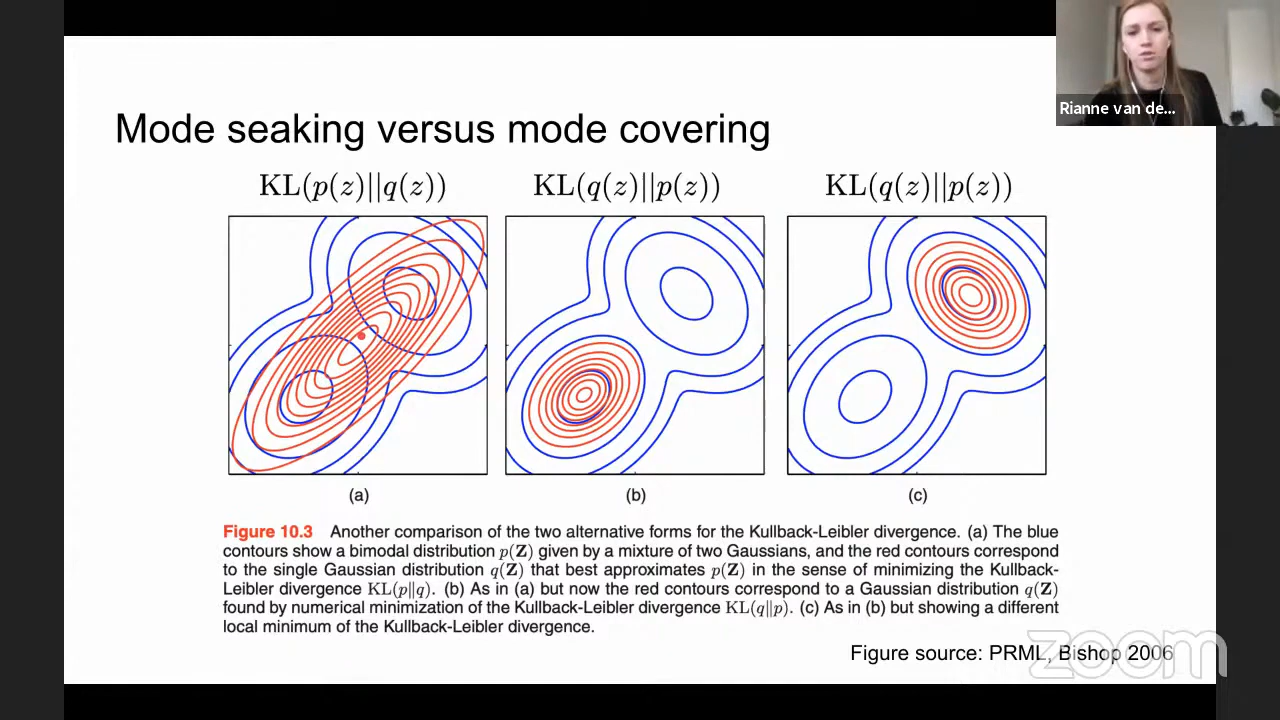 Rianne van de...
Mode seaking versus mode covering
KL(p(z)||q(z)) KL(q(z)||p(z)) KL(q(z)||p(z))
(a) (b) (c)
Figure 10.3 Another comparison of the two alternative forms for the Kullback-Leibler divergence. (a) The blue
contours show a bimodal distribution p(Z) given by a mixture of two Gaussians, and the red contours correspond
to the single Gaussian distribution q(Z) that best approximates p(Z) in the sense of minimizing the Kullback-
Leibler divergence KL(p‖q). (b) As in (a) but now the red contours correspond to a Gaussian distribution q(Z)
found by numerical minimization of the Kullback-Leibler divergence KL(q‖p). (c) As in (b) but showing a different
local minimum of the Kullback-Leibler divergence.
Figure source: PRML, Bishop 2006
zoom